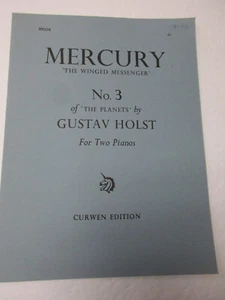 MERCURY
'THE WINGED MESSENGER'
No. 3
of 'THE PLANETS' by
GUSTAV HOLST
For Two Pianos
CURWEN EDITION